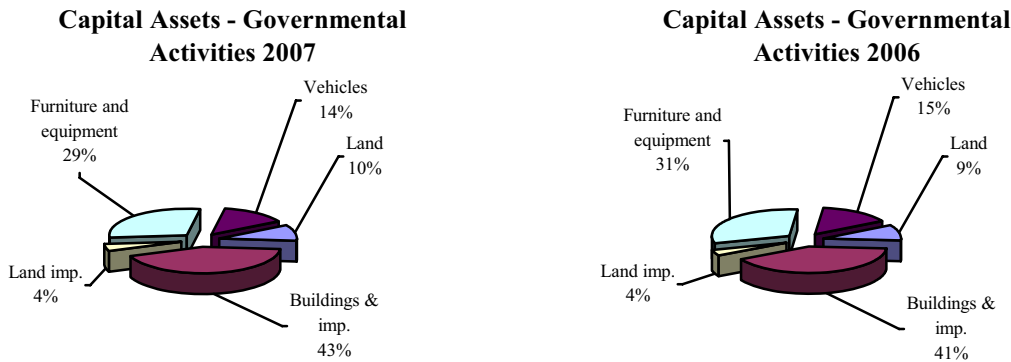 Capital Assets - Governmental
Activities 2007
Vehicles
14%
Furniture and
equipment
29%
Land
10%
Land imp.
4%
Buildings &
imp.
43%
Capital Assets - Governmental
Activities 2006
Vehicles
15%
Furniture and
equipment
31%
Land
9%
Land imp.
4%
Buildings &
imp.
41%